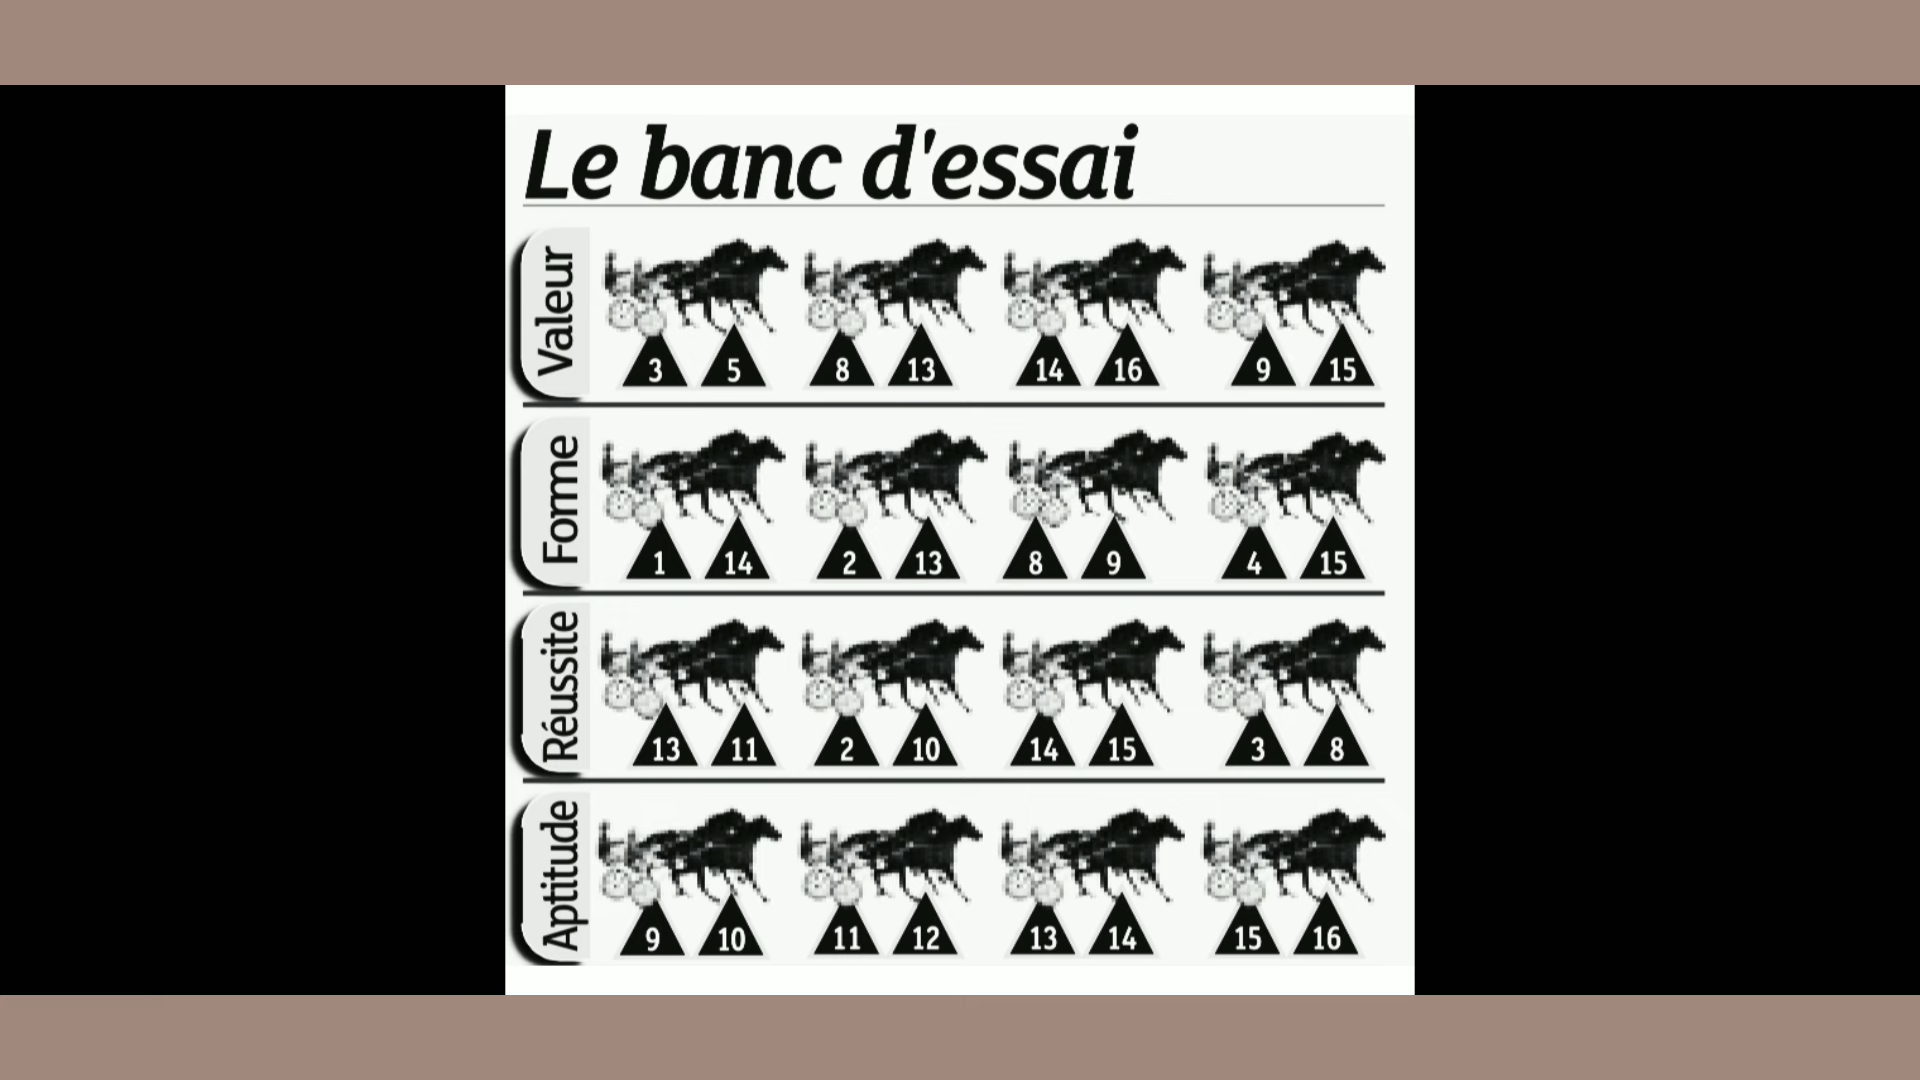 Le banc d'essai
Valeur
3 5 8 13 14 16 9 15
Forme
1 14 2 13 8 9 4 15
Réussite
13 11 2 10 14 15 3 8
Aptitude
9 10 11 12 13 14 15 16